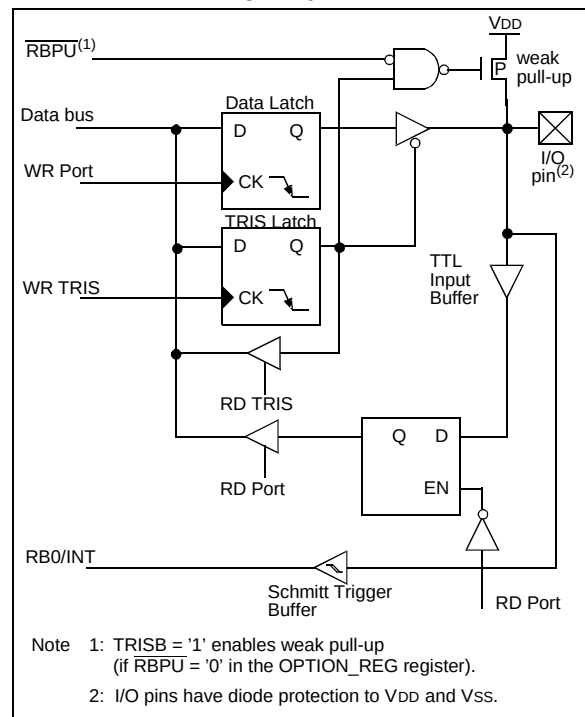 VDD
RBPU(1)
P
weak
pull-up
Data Latch
Data bus
D Q
I/O
pin(2)
WR Port
CK
TRIS Latch
D Q
TTL
Input
Buffer
WR TRIS
CK
RD TRIS
Q D
RD Port
EN
RB0/INT
Schmitt Trigger
Buffer
RD Port
Note 1: TRISB = '1' enables weak pull-up
(if RBPU = '0' in the OPTION_REG register).
2: I/O pins have diode protection to VDD and VSS.